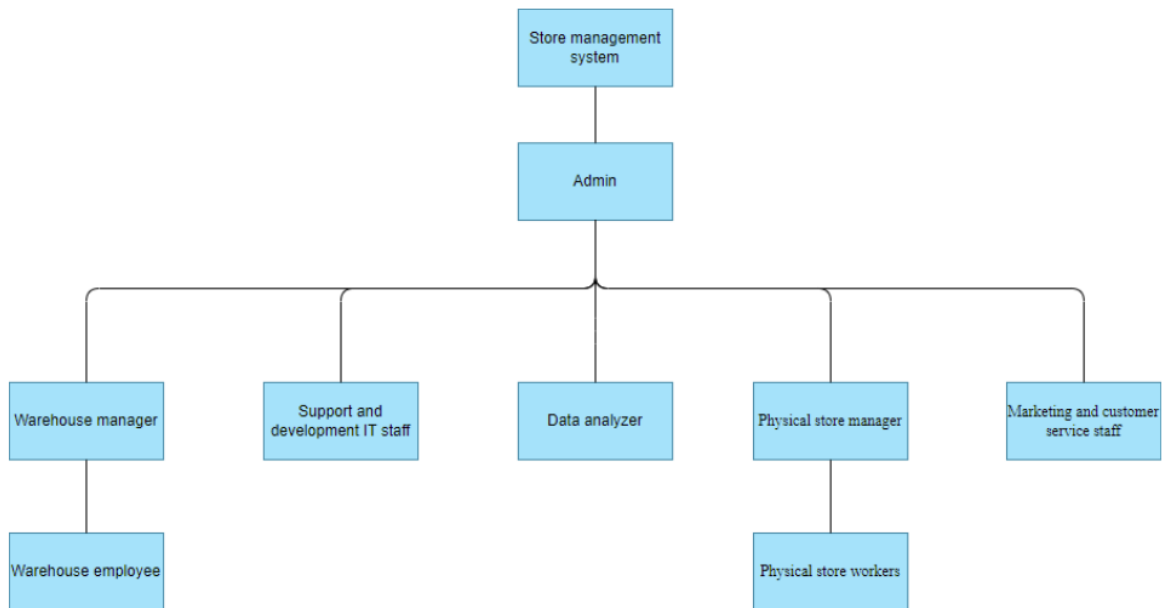 Store management
system
Admin
Warehouse manager
Support and
development IT staff
Data analyzer
Physical store manager
Marketing and customer
service staff
Warehouse employee
Physical store workers